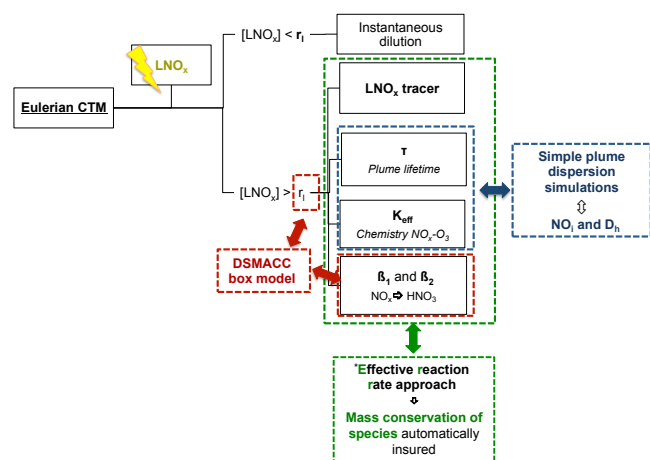 [LNOₓ] < rₗ
Instantaneous
dilution
LNOₓ
LNOₓ tracer
Eulerian CTM
τ
Plume lifetime
Simple plume
dispersion
simulations
⇳
NOᵢ and Dₕ
[LNOₓ] > rₗ
K_eff
Chemistry NOₓ-O₃
DSMACC
box model
ß₁ and ß₂
NOₓ ➪ HNO₃
*Effective reaction
rate approach
⇩
Mass conservation of
species automatically
insured